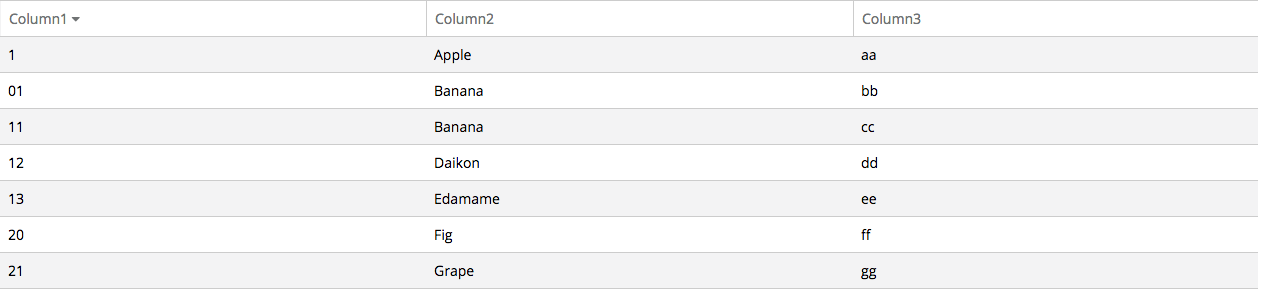 Column1 Column2 Column3
1 Apple aa
01 Banana bb
11 Banana cc
12 Daikon dd
13 Edamame ee
20 Fig ff
21 Grape gg